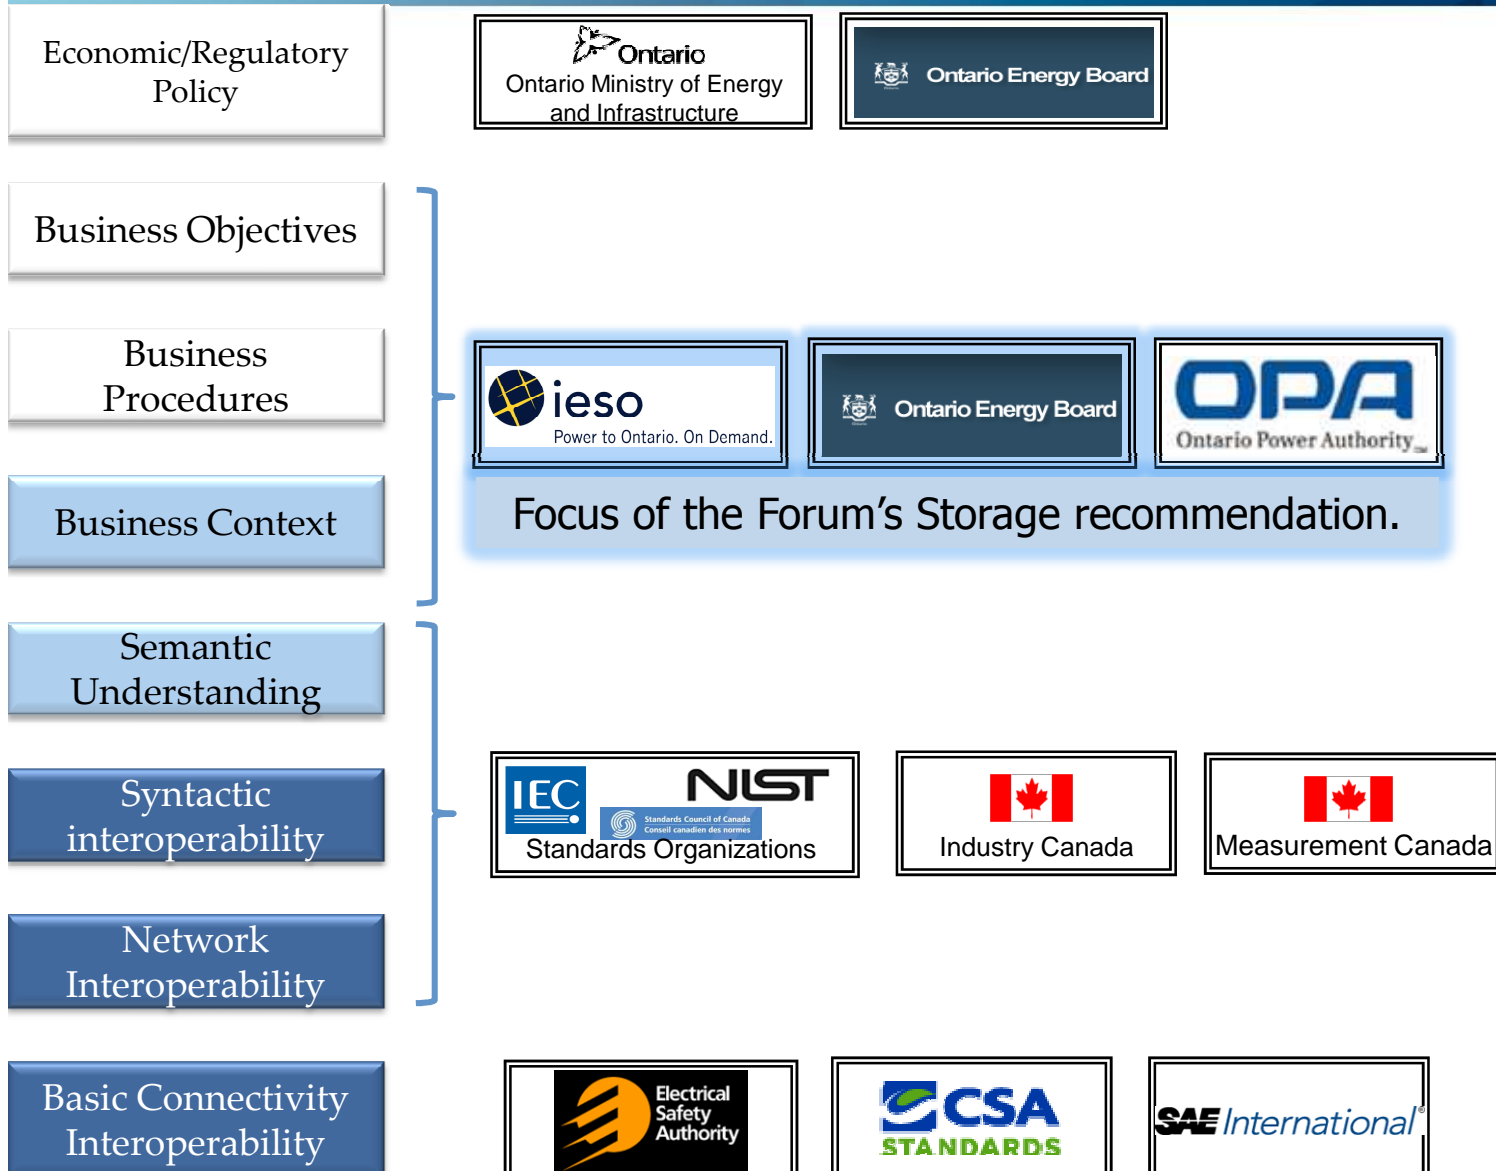 Economic/Regulatory
Policy
Ontario
Ontario Ministry of Energy
and Infrastructure
Ontario Energy Board
Business Objectives
Business
Procedures
ieso
Power to Ontario. On Demand.
Ontario Energy Board
OPA
Ontario Power Authority™
Business Context
Focus of the Forum’s Storage recommendation.
Semantic
Understanding
Syntactic
interoperability
IEC
NIST
Standards Council of Canada
Conseil canadien des normes
Standards Organizations
Industry Canada
Measurement Canada
Network
Interoperability
Basic Connectivity
Interoperability
Electrical
Safety
Authority
CSA
STANDARDS
SAE International®